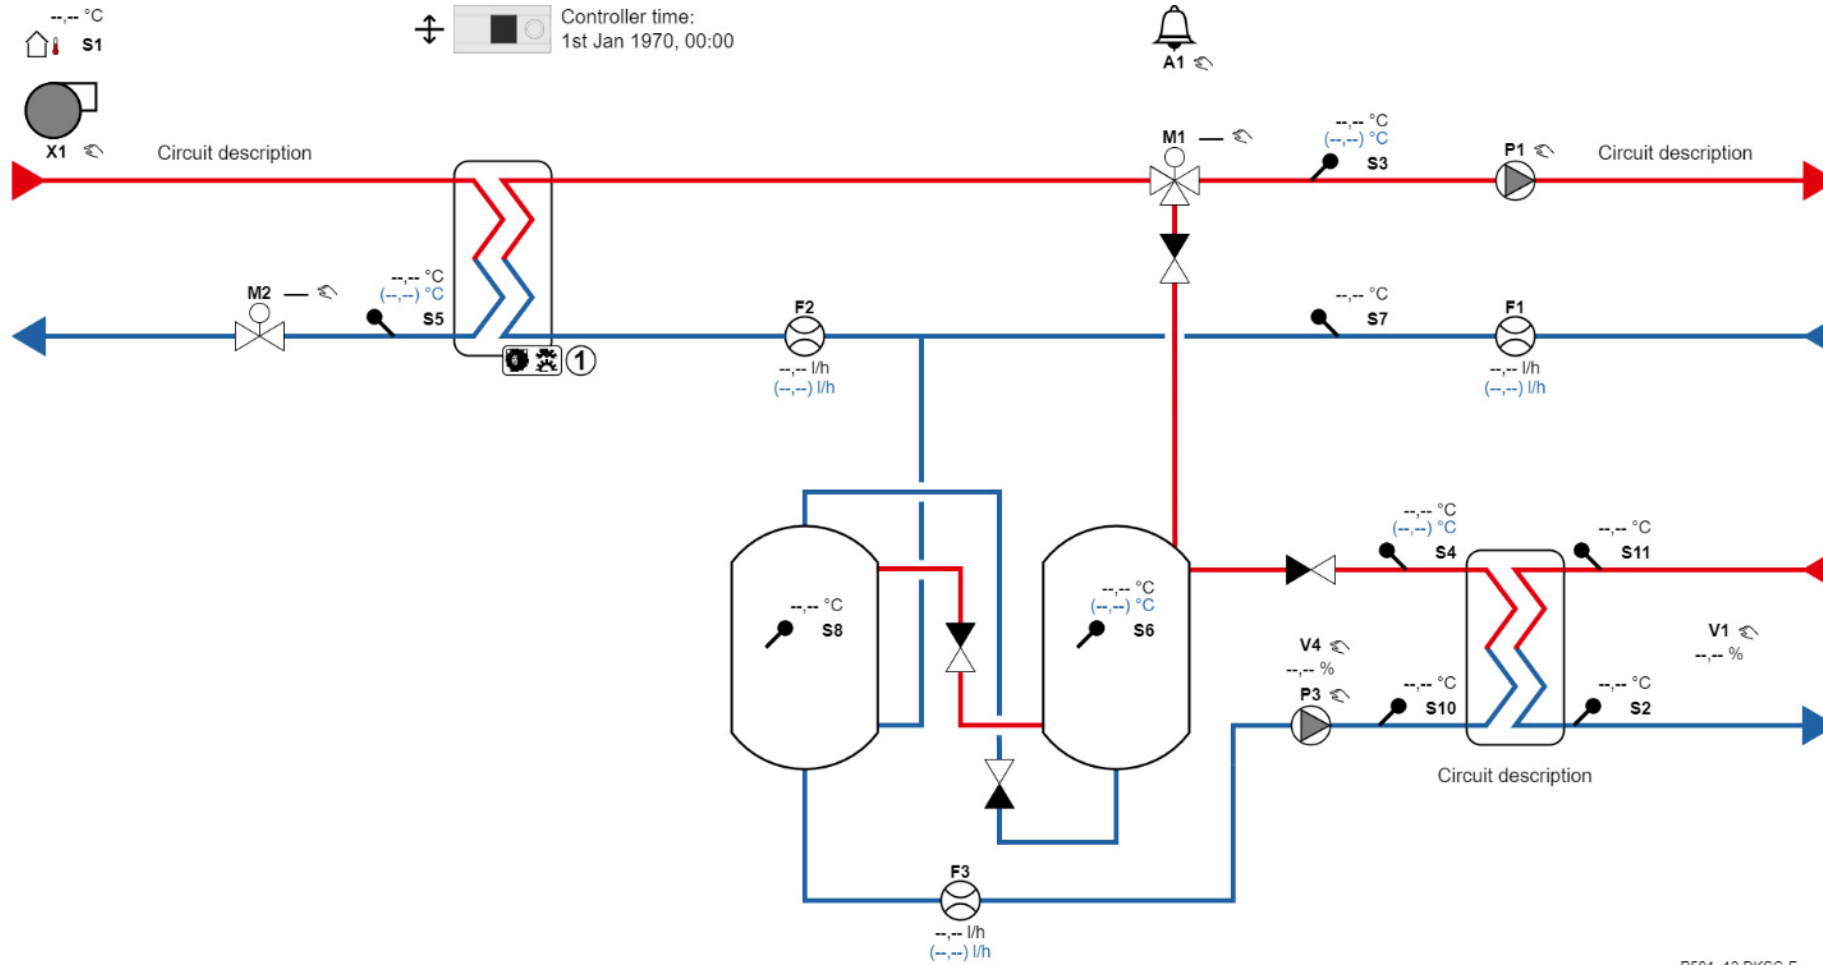 --,-- °C
S1
Controller time:
1st Jan 1970, 00:00
A1
X1
Circuit description
M1
--,-- °C
(--,--) °C
S3
P1
Circuit description
M2
--,-- °C
(--,--) °C
S5
1
F2
--,-- l/h
(--,--) l/h
--,-- °C
S7
F1
--,-- l/h
(--,--) l/h
--,-- °C
S8
--,-- °C
(--,--) °C
S6
--,-- °C
(--,--) °C
S4
--,-- °C
S11
V4
--,-- %
P3
--,-- °C
S10
--,-- °C
S2
V1
--,-- %
Circuit description
F3
--,-- l/h
(--,--) l/h